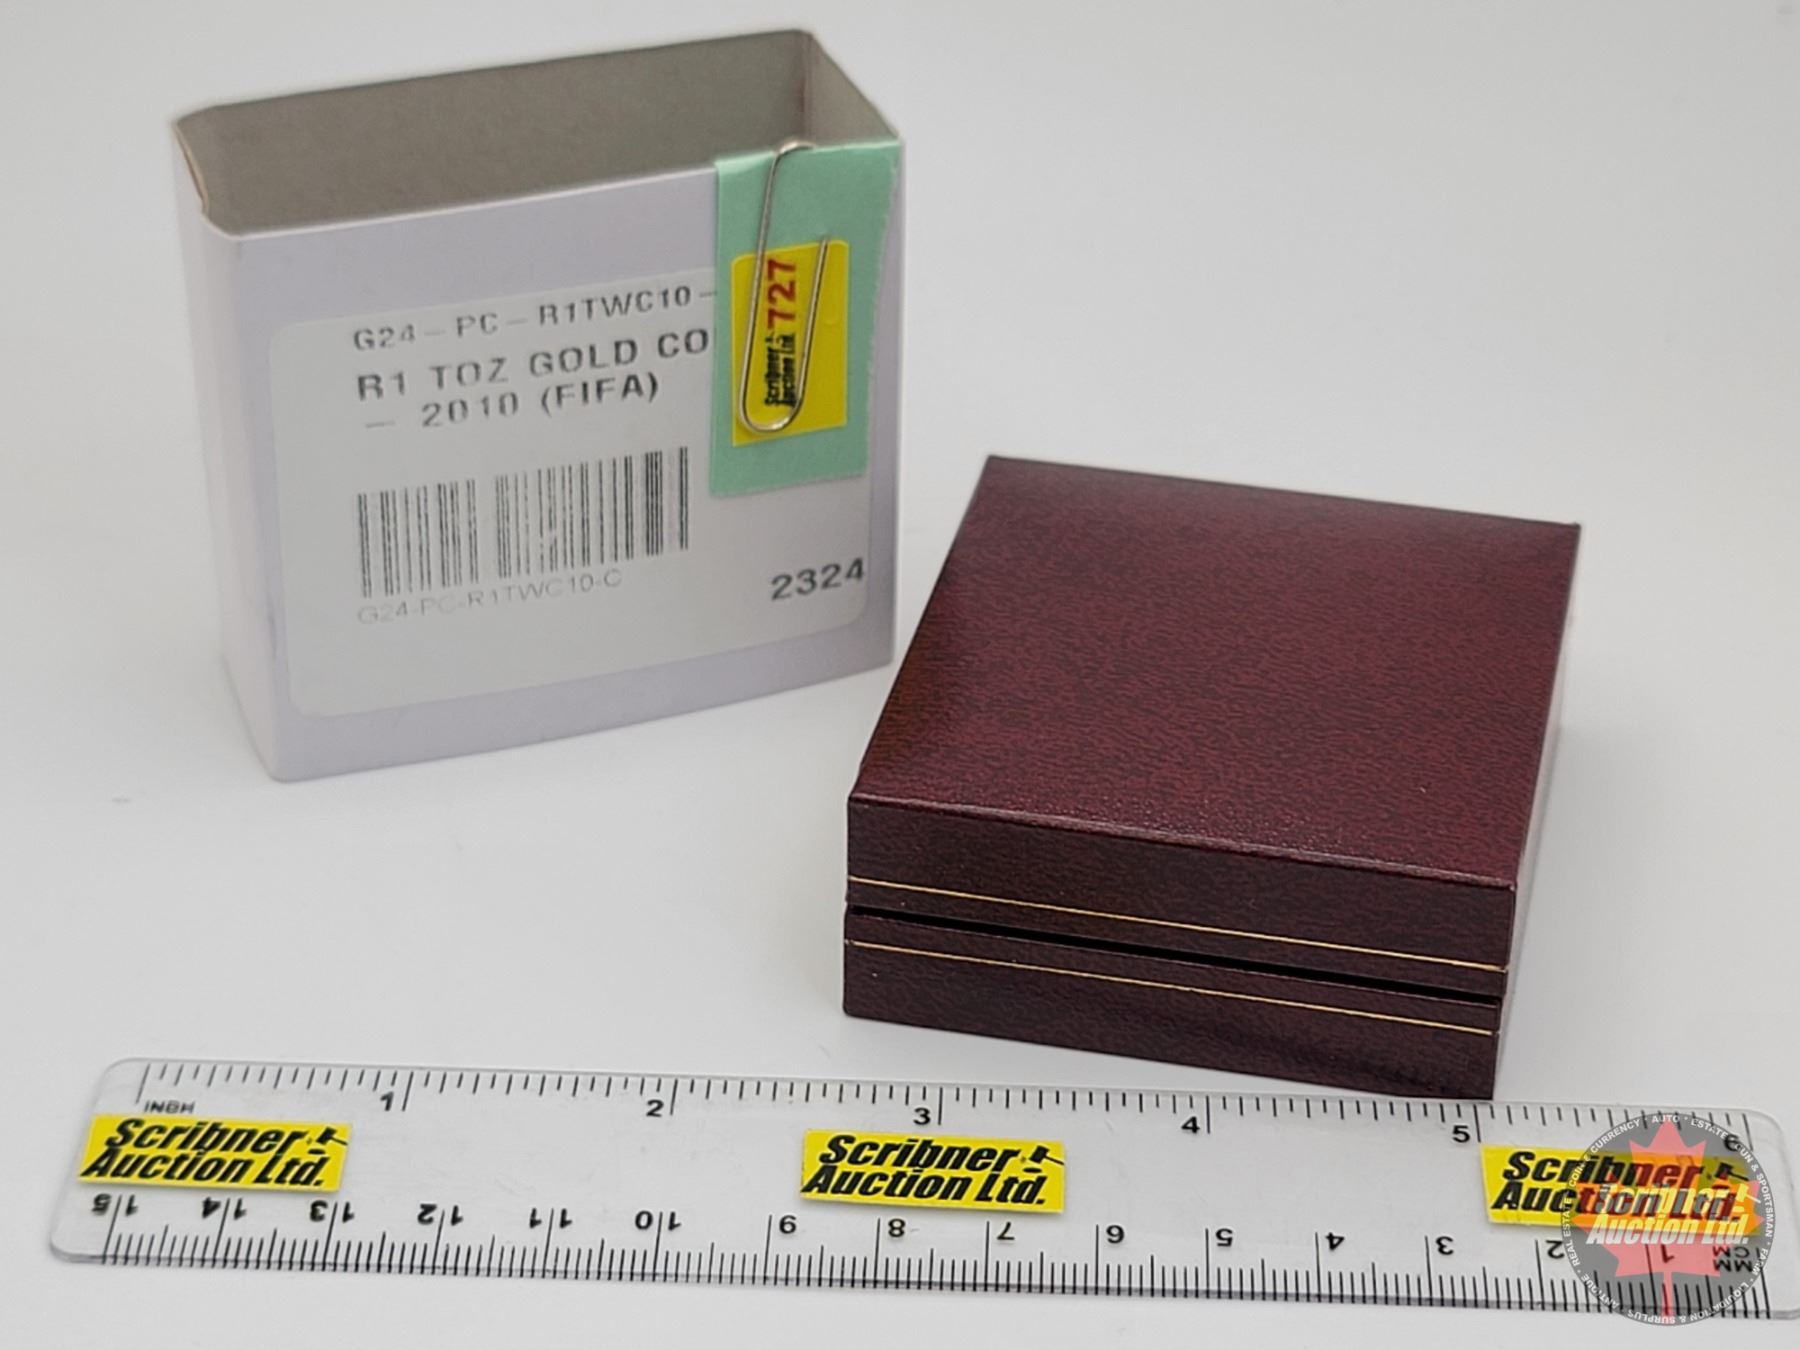 G24-PC-R1TWC10-
R1 TOZ GOLD CO
- 2010 (FIFA)
G24-PC-R1TWC10-C
2324
Scribner
Auction Ltd.
727
INCH
1 2 3 4 5 6
Scribner
Auction Ltd.
Scribner
Auction Ltd.
Scribner
Auction Ltd.
15 14 13 12 11 10 9 8 7 6 5 4 3 2 1 CM
MM
Scribner
Auction Ltd.